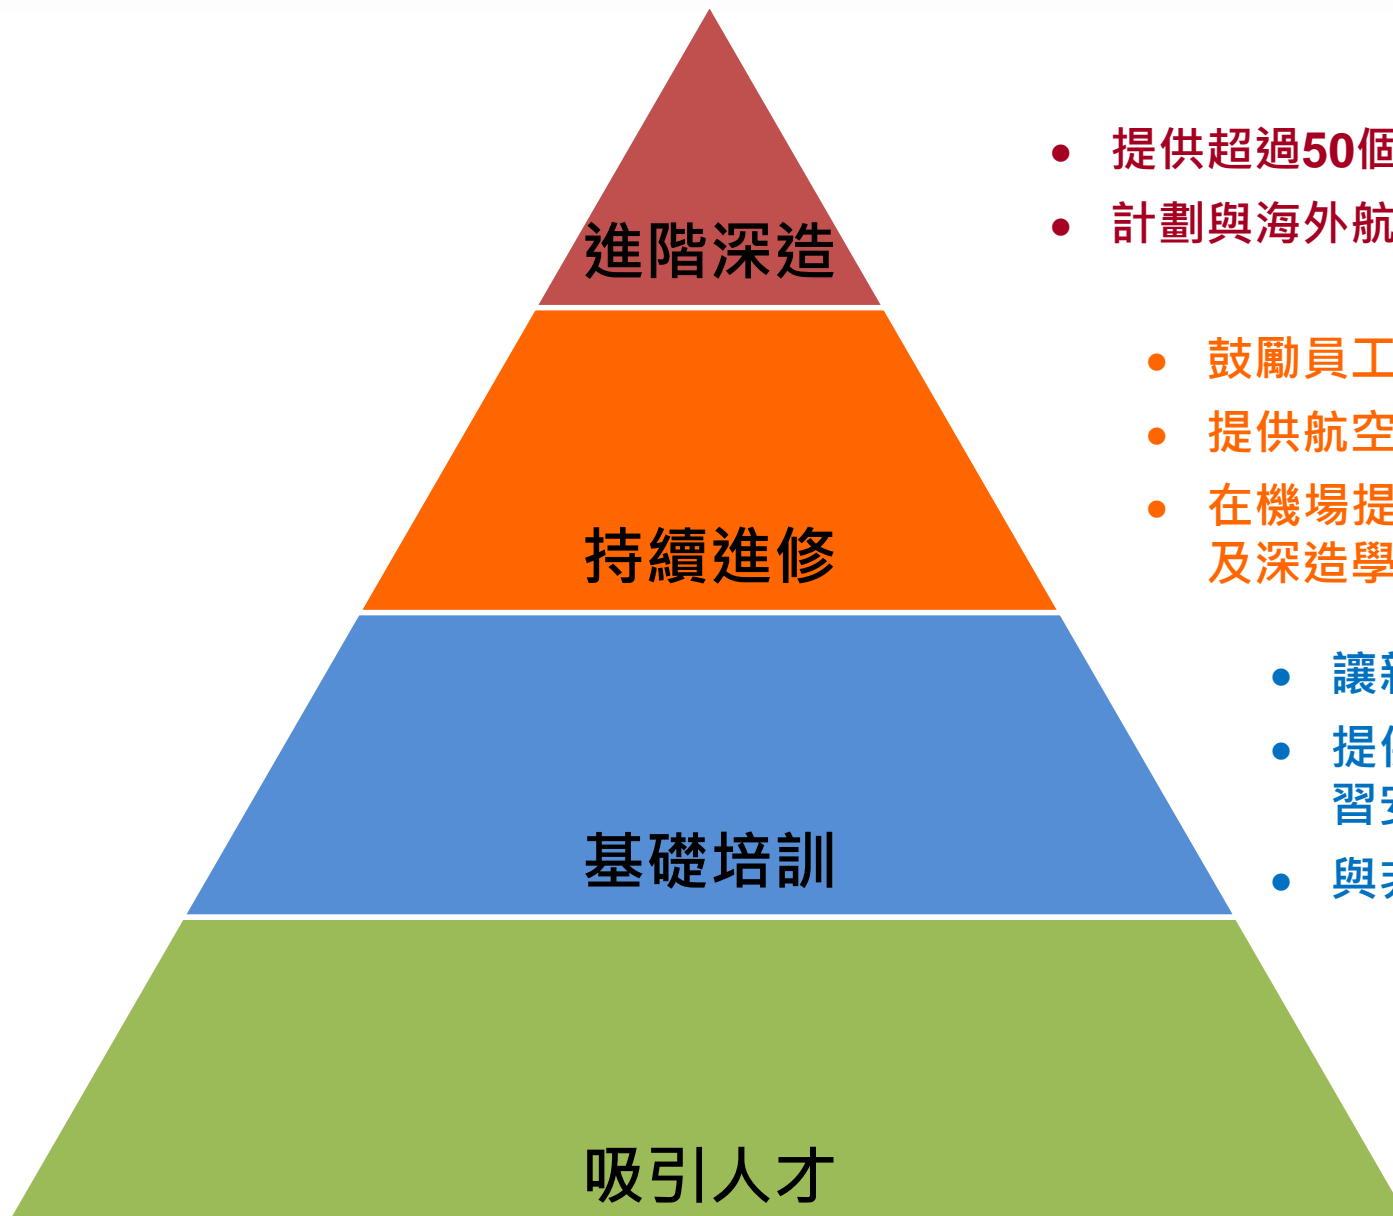 進階深造
• 提供超過50個
• 計劃與海外航
持續進修
• 鼓勵員工
• 提供航空
• 在機場提
及深造學
基礎培訓
• 讓
• 提
習
• 與
吸引人才